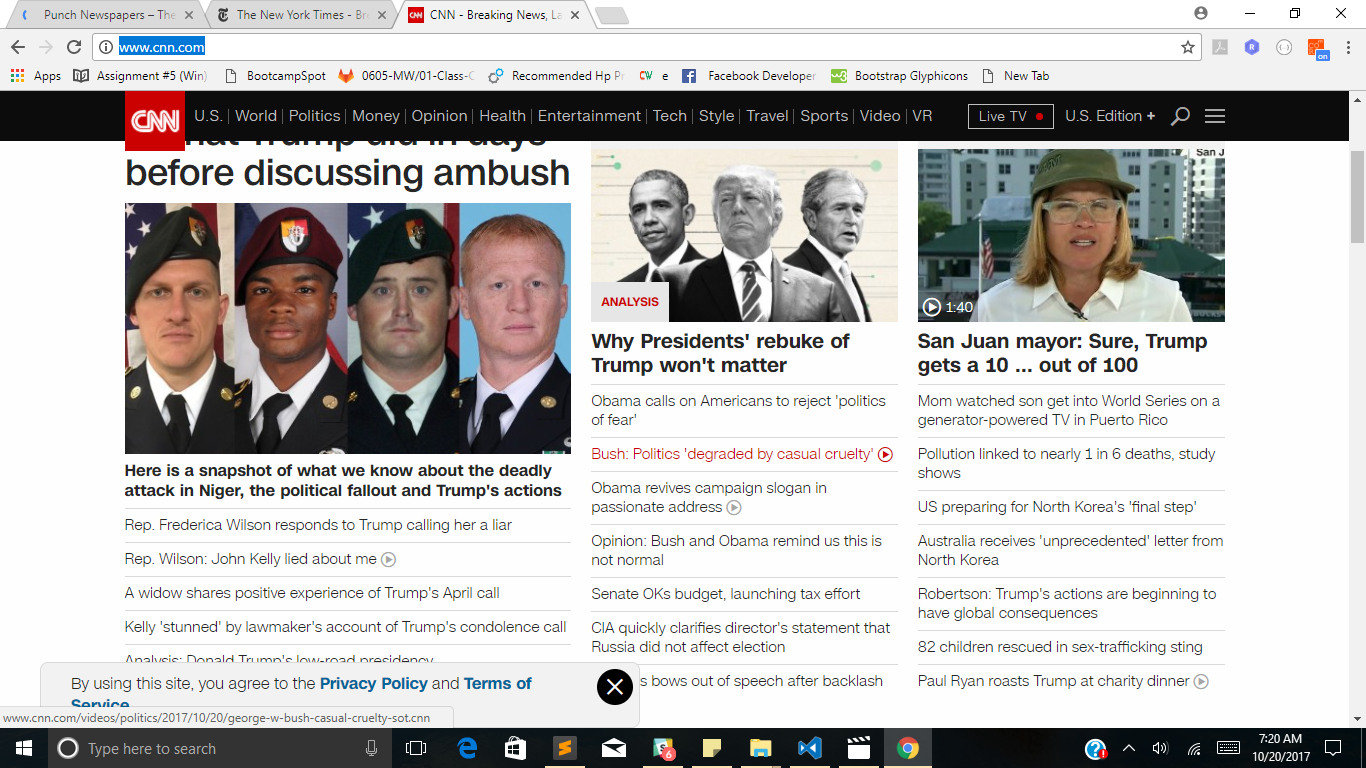 Punch Newspapers – The
The New York Times - Bre
CNN - Breaking News, La
www.cnn.com
Apps
Assignment #5 (Win)
BootcampSpot
0605-MW/01-Class-C
Recommended Hp Pr
CW e
Facebook Developer
w3
Bootstrap Glyphicons
New Tab
CNN
U.S.
World
Politics
Money
Opinion
Health
Entertainment
Tech
Style
Travel
Sports
Video
VR
Live TV
U.S. Edition +
hat Trump did in days
before discussing ambush
Here is a snapshot of what we know about the deadly
attack in Niger, the political fallout and Trump's actions
Rep. Frederica Wilson responds to Trump calling her a liar
Rep. Wilson: John Kelly lied about me
A widow shares positive experience of Trump's April call
Kelly 'stunned' by lawmaker's account of Trump's condolence call
Analysis: Donald Trump's low-road presidency
ANALYSIS
Why Presidents' rebuke of
Trump won't matter
Obama calls on Americans to reject 'politics
of fear'
Bush: Politics 'degraded by casual cruelty'
Obama revives campaign slogan in
passionate address
Opinion: Bush and Obama remind us this is
not normal
Senate OKs budget, launching tax effort
CIA quickly clarifies director's statement that
Russia did not affect election
s bows out of speech after backlash
San J
1:40
San Juan mayor: Sure, Trump
gets a 10 ... out of 100
Mom watched son get into World Series on a
generator-powered TV in Puerto Rico
Pollution linked to nearly 1 in 6 deaths, study
shows
US preparing for North Korea's 'final step'
Australia receives 'unprecedented' letter from
North Korea
Robertson: Trump's actions are beginning to
have global consequences
82 children rescued in sex-trafficking sting
Paul Ryan roasts Trump at charity dinner
By using this site, you agree to the Privacy Policy and Terms of
Service
www.cnn.com/videos/politics/2017/10/20/george-w-bush-casual-cruelty-sot.cnn
Type here to search
6
7:20 AM
10/20/2017
on